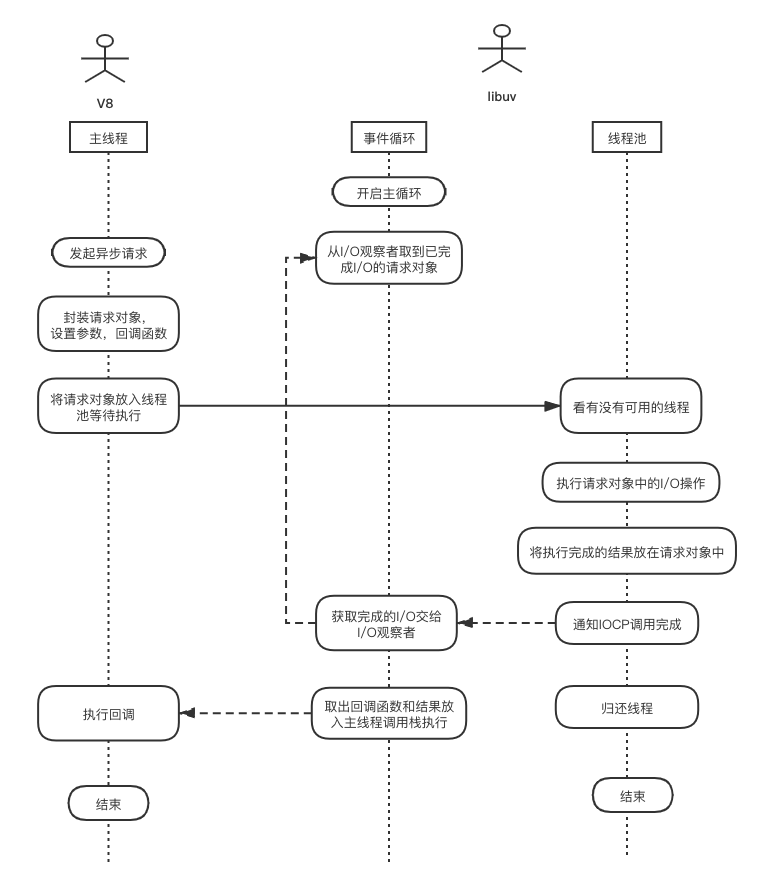 V8
libuv
主线程
事件循环
线程池
开启主循环
发起异步请求
从I/O观察者取到已完
成I/O的请求对象
封装请求对象，
设置参数，回调函数
将请求对象放入线程
池等待执行
看有没有可用的线程
执行请求对象中的I/O操作
将执行完成的结果放在请求对象中
获取完成的I/O交给
I/O观察者
通知IOCP调用完成
执行回调
取出回调函数和结果放
入主线程调用栈执行
归还线程
结束
结束